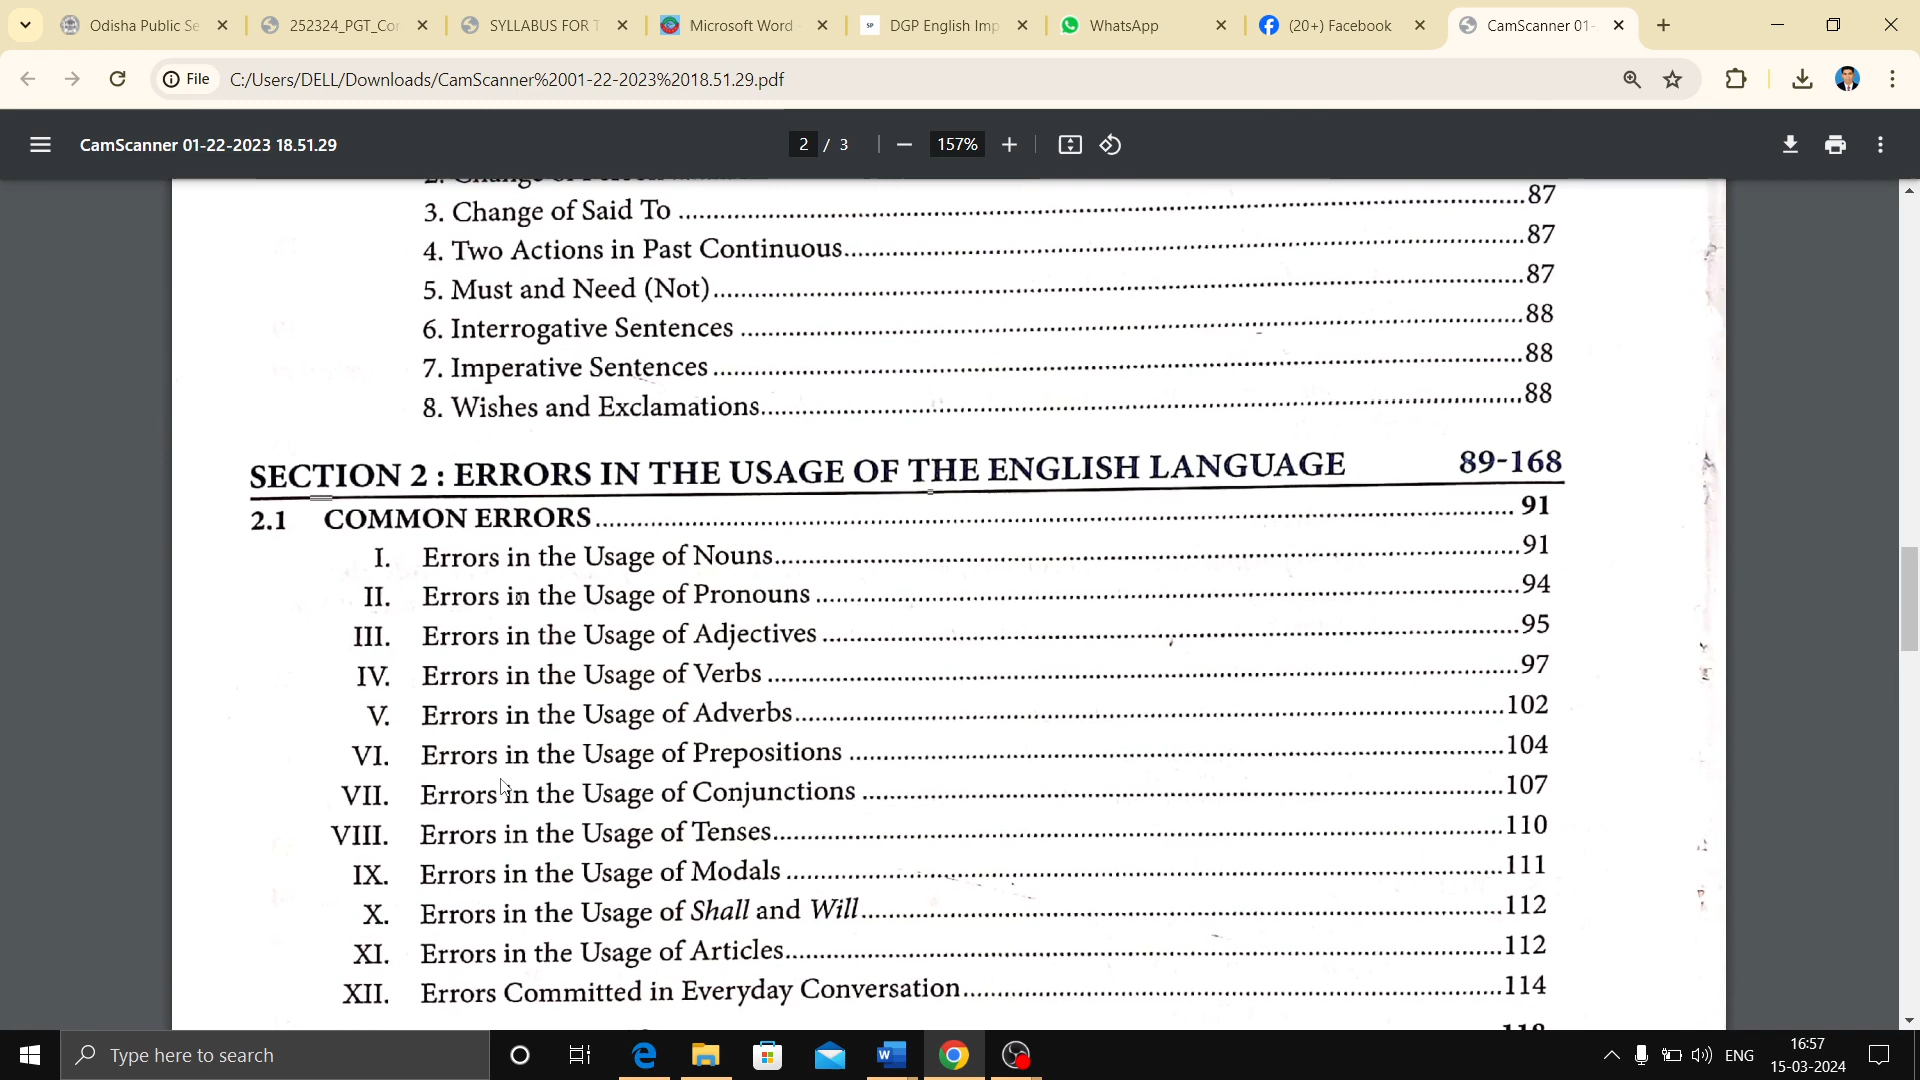 Odisha Public Se
252324_PGT_Cor
SYLLABUS FOR T
Microsoft Word -
DGP English Imp
WhatsApp
(20+) Facebook
CamScanner 01-
File
C:/Users/DELL/Downloads/CamScanner%2001-22-2023%2018.51.29.pdf
CamScanner 01-22-2023 18.51.29
2 / 3
157%
3. Change of Said To ........ 87
4. Two Actions in Past Continuous ........ 87
5. Must and Need (Not) ........ 87
6. Interrogative Sentences ........ 88
7. Imperative Sentences ........ 88
8. Wishes and Exclamations ........ 88
SECTION 2 : ERRORS IN THE USAGE OF THE ENGLISH LANGUAGE 89-168
2.1 COMMON ERRORS ........ 91
I. Errors in the Usage of Nouns ........ 91
II. Errors in the Usage of Pronouns ........ 94
III. Errors in the Usage of Adjectives ........ 95
IV. Errors in the Usage of Verbs ........ 97
V. Errors in the Usage of Adverbs ........ 102
VI. Errors in the Usage of Prepositions ........ 104
VII. Errors in the Usage of Conjunctions ........ 107
VIII. Errors in the Usage of Tenses ........ 110
IX. Errors in the Usage of Modals ........ 111
X. Errors in the Usage of Shall and Will ........ 112
XI. Errors in the Usage of Articles ........ 112
XII. Errors Committed in Everyday Conversation ........ 114
Type here to search
ENG
16:57
15-03-2024